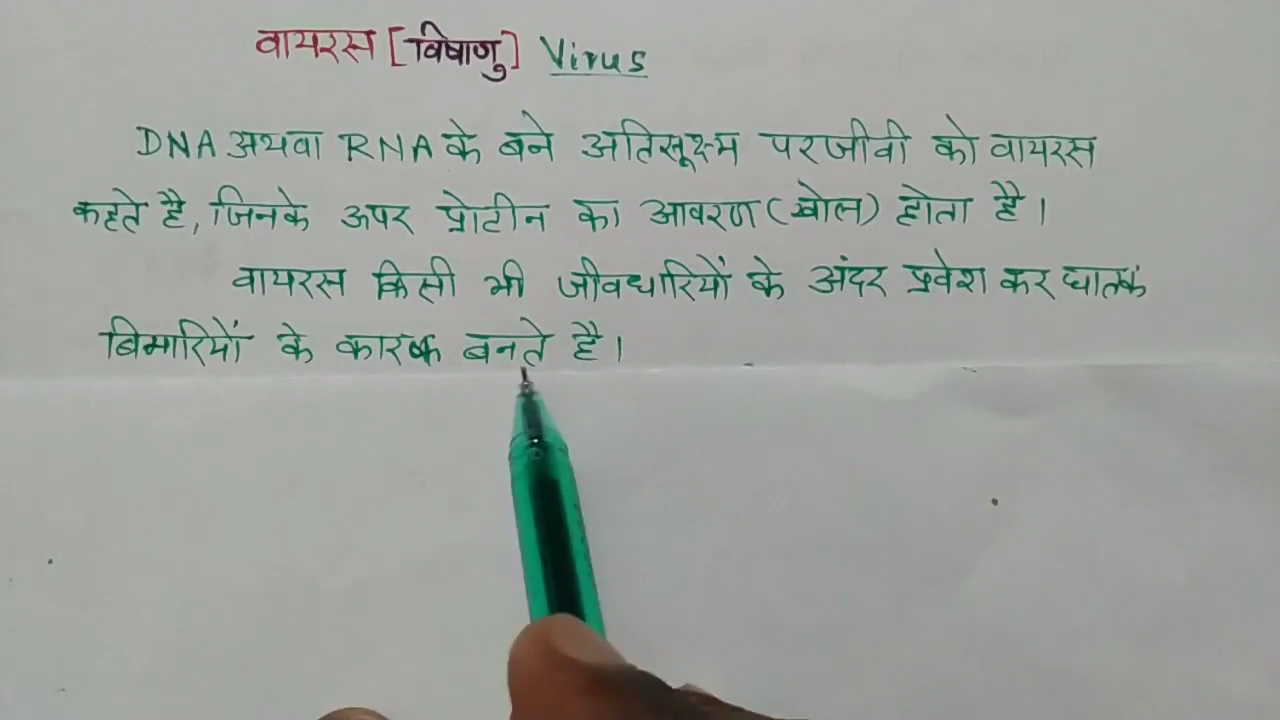 वायरस [विषाणु] Virus
DNA अथवा RNA के बने अतिसूक्ष्म परजीवी को वायरस
कहते है, जिनके ऊपर प्रोटीन का आवरण (खोल) होता है।
वायरस किसी भी जीवधारियों के अंदर प्रवेश कर घातक
बिमारियों के कारक बनते है।